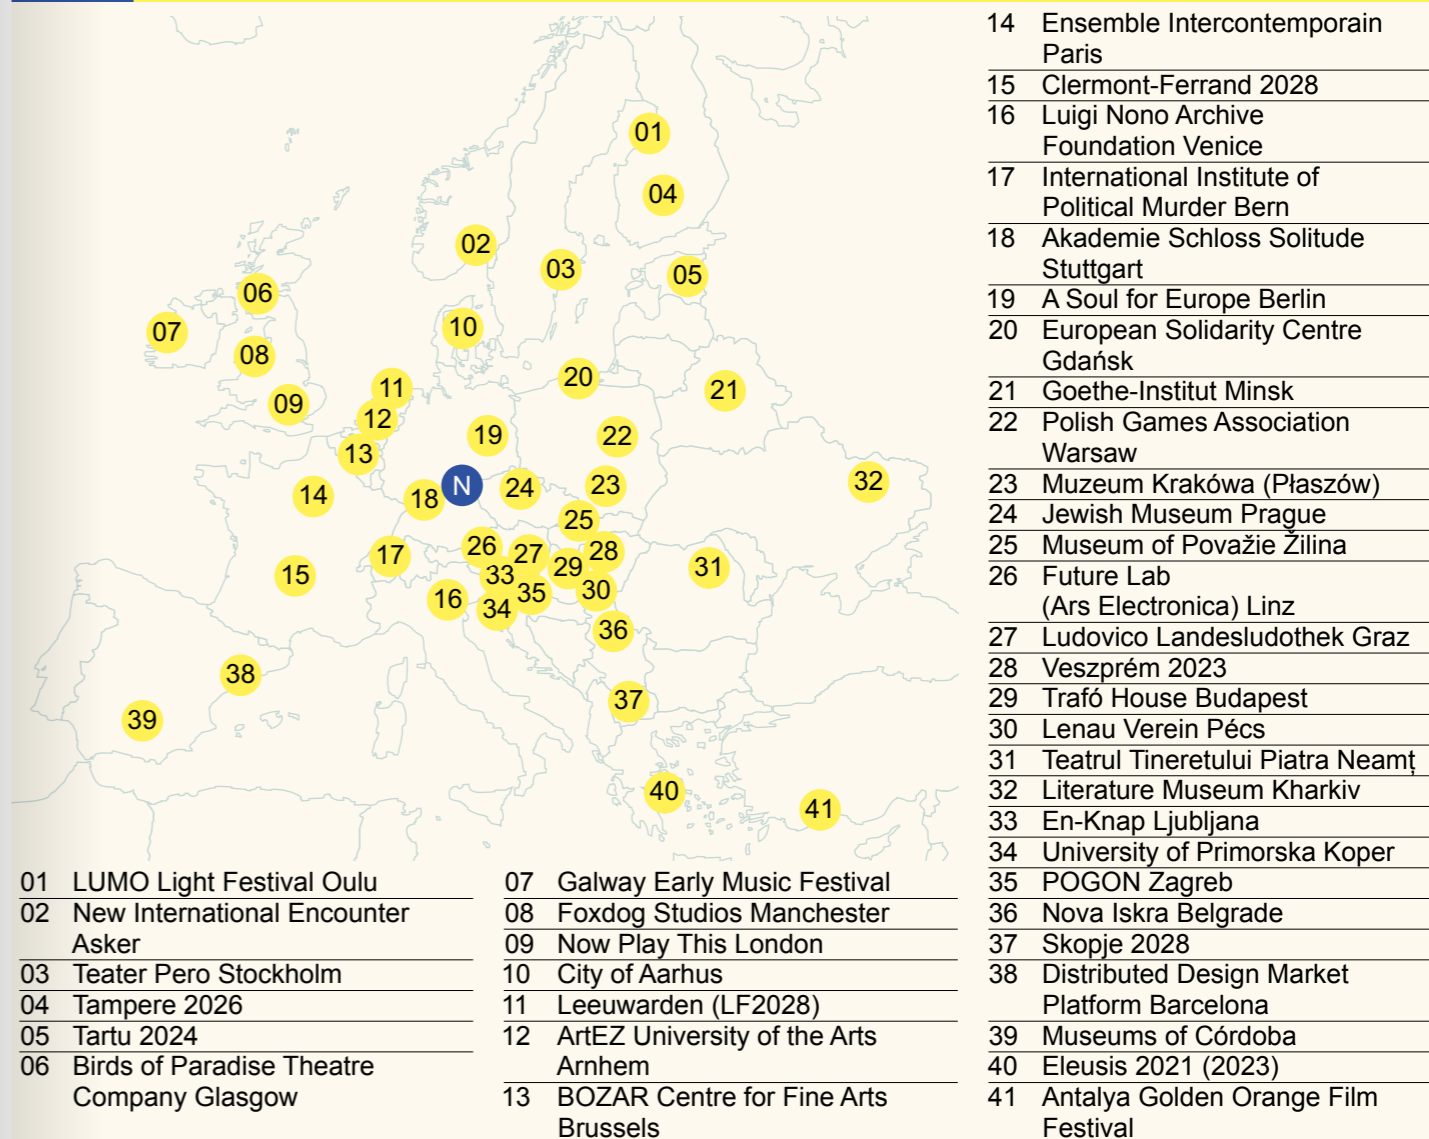 01
04
02
03
05
06
07
10
08
20
11
21
09
12
19
22
13
32
N
24
23
14
18
25
26
27
28
17
29
31
15
33
35
30
16
34
36
38
37
39
40
41
01 LUMO Light Festival Oulu
02 New International Encounter
Asker
03 Teater Pero Stockholm
04 Tampere 2026
05 Tartu 2024
06 Birds of Paradise Theatre
Company Glasgow
07 Galway Early Music Festival
08 Foxdog Studios Manchester
09 Now Play This London
10 City of Aarhus
11 Leeuwarden (LF2028)
12 ArtEZ University of the Arts
Arnhem
13 BOZAR Centre for Fine Arts
Brussels
14 Ensemble Intercontemporain
Paris
15 Clermont-Ferrand 2028
16 Luigi Nono Archive
Foundation Venice
17 International Institute of
Political Murder Bern
18 Akademie Schloss Solitude
Stuttgart
19 A Soul for Europe Berlin
20 European Solidarity Centre
Gdańsk
21 Goethe-Institut Minsk
22 Polish Games Association
Warsaw
23 Muzeum Krakówa (Płaszów)
24 Jewish Museum Prague
25 Museum of Považie Žilina
26 Future Lab
(Ars Electronica) Linz
27 Ludovico Landesludothek Graz
28 Veszprém 2023
29 Trafó House Budapest
30 Lenau Verein Pécs
31 Teatrul Tineretului Piatra Neamț
32 Literature Museum Kharkiv
33 En-Knap Ljubljana
34 University of Primorska Koper
35 POGON Zagreb
36 Nova Iskra Belgrade
37 Skopje 2028
38 Distributed Design Market
Platform Barcelona
39 Museums of Córdoba
40 Eleusis 2021 (2023)
41 Antalya Golden Orange Film
Festival